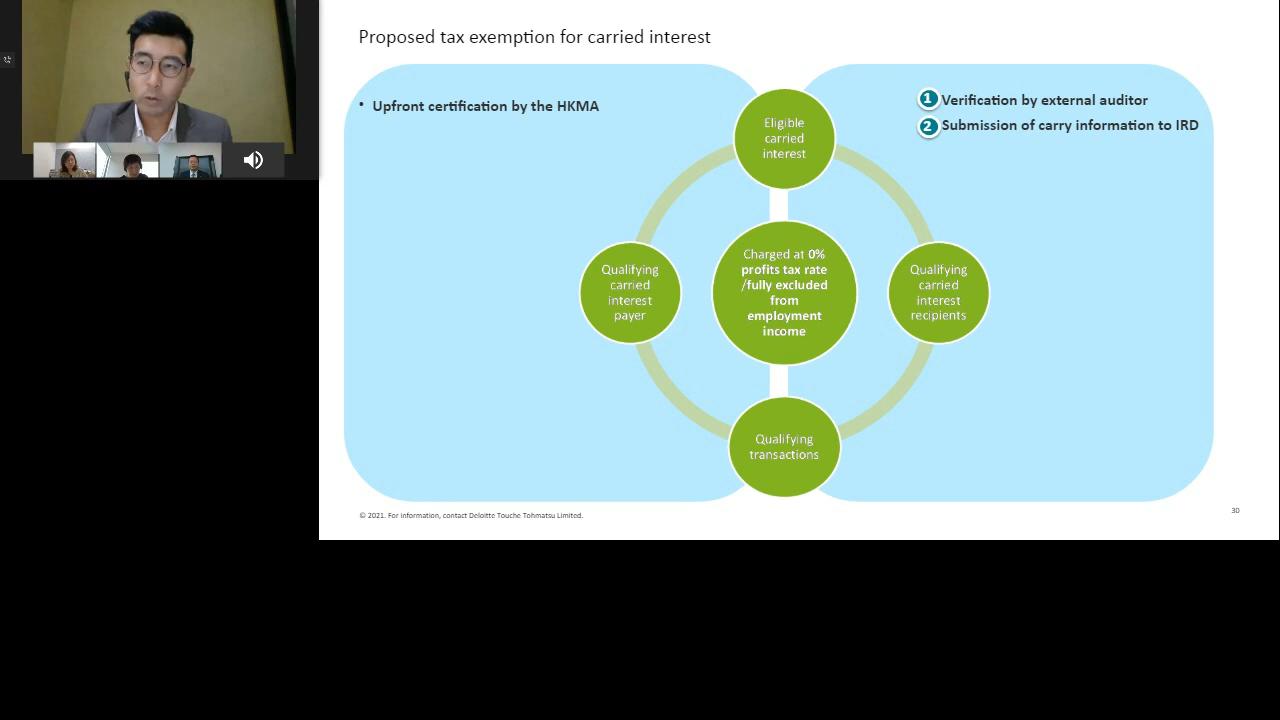 Proposed tax exemption for carried interest
• Upfront certification by the HKMA
1 Verification by external auditor
2 Submission of carry information to IRD
Eligible
carried
interest
Qualifying
carried
interest
payer
Charged at 0%
profits tax rate
/fully excluded
from
employment
income
Qualifying
carried
interest
recipients
Qualifying
transactions
© 2021. For information, contact Deloitte Touche Tohmatsu Limited.
30